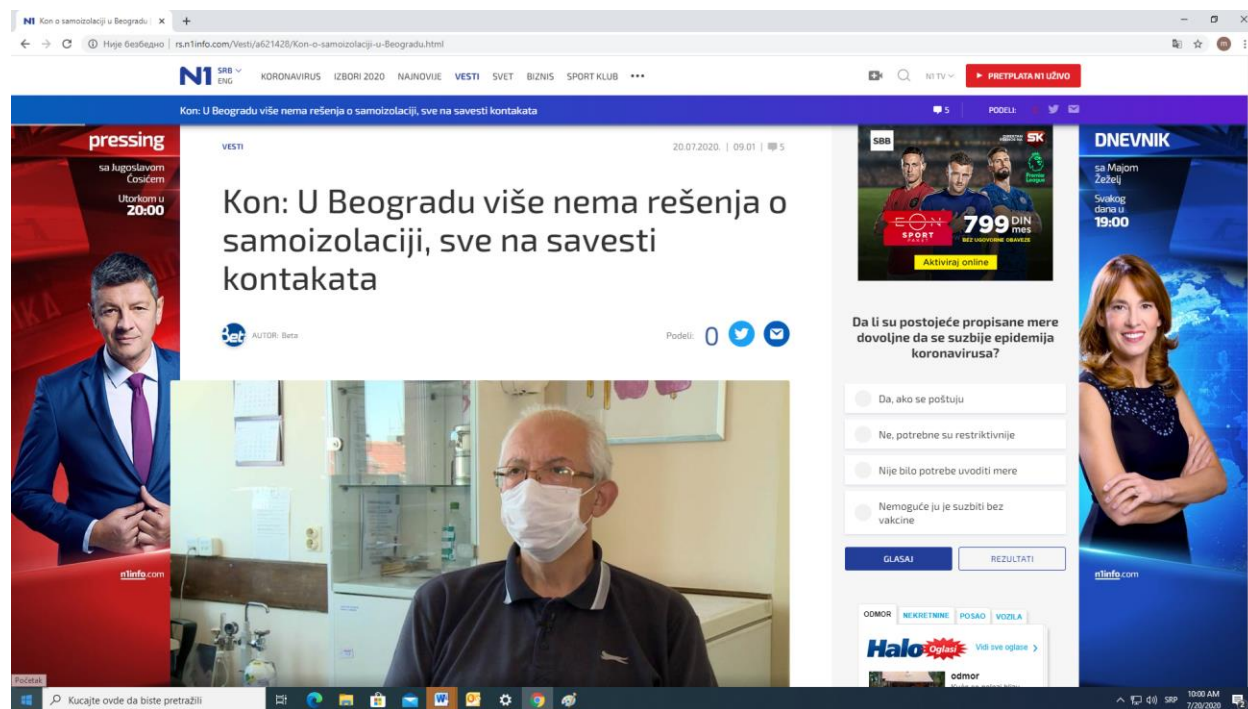 N1 Kon o samoizolaciji u Beogradu
Није безбедно | rs.n1info.com/Vesti/a621428/Kon-o-samoizolaciji-u-Beogradu.html
N1 SRB
ENG
KORONAVIRUS IZBORI 2020 NAJNOVIJE VESTI SVET BIZNIS SPORT KLUB •••
N1 TV
PRETPLATA N1 UŽIVO
Kon: U Beogradu više nema rešenja o samoizolaciji, sve na savesti kontakata
5 PODELI:
pressing
sa Jugoslavom
Ćosićem
Utorkom u
20:00
n1info.com
VESTI
20.07.2020. | 09.01 | 5
Kon: U Beogradu više nema rešenja o
samoizolaciji, sve na savesti
kontakata
Bet
AUTOR: Beta
Podeli: 0
SBB
SK
Premier
League
EON
SPORT
PAKET
799 DIN
mes
BEZ UGOVORNE OBAVEZE
Aktiviraj online
Da li su postojeće propisane mere
dovoljne da se suzbije epidemija
koronavirusa?
Da, ako se poštuju
Ne, potrebne su restriktivnije
Nije bilo potrebe uvoditi mere
Nemoguće ju je suzbiti bez
vakcine
GLASAJ REZULTATI
ODMOR NEKRETNINE POSAO VOZILA
Halo Oglasi Vidi sve oglase
odmor
DNEVNIK
sa Majom
Žeželj
Svakog
dana u
19:00
n1info.com
Početak
Kucajte ovde da biste pretražili
SRP
10:00 AM
7/20/2020